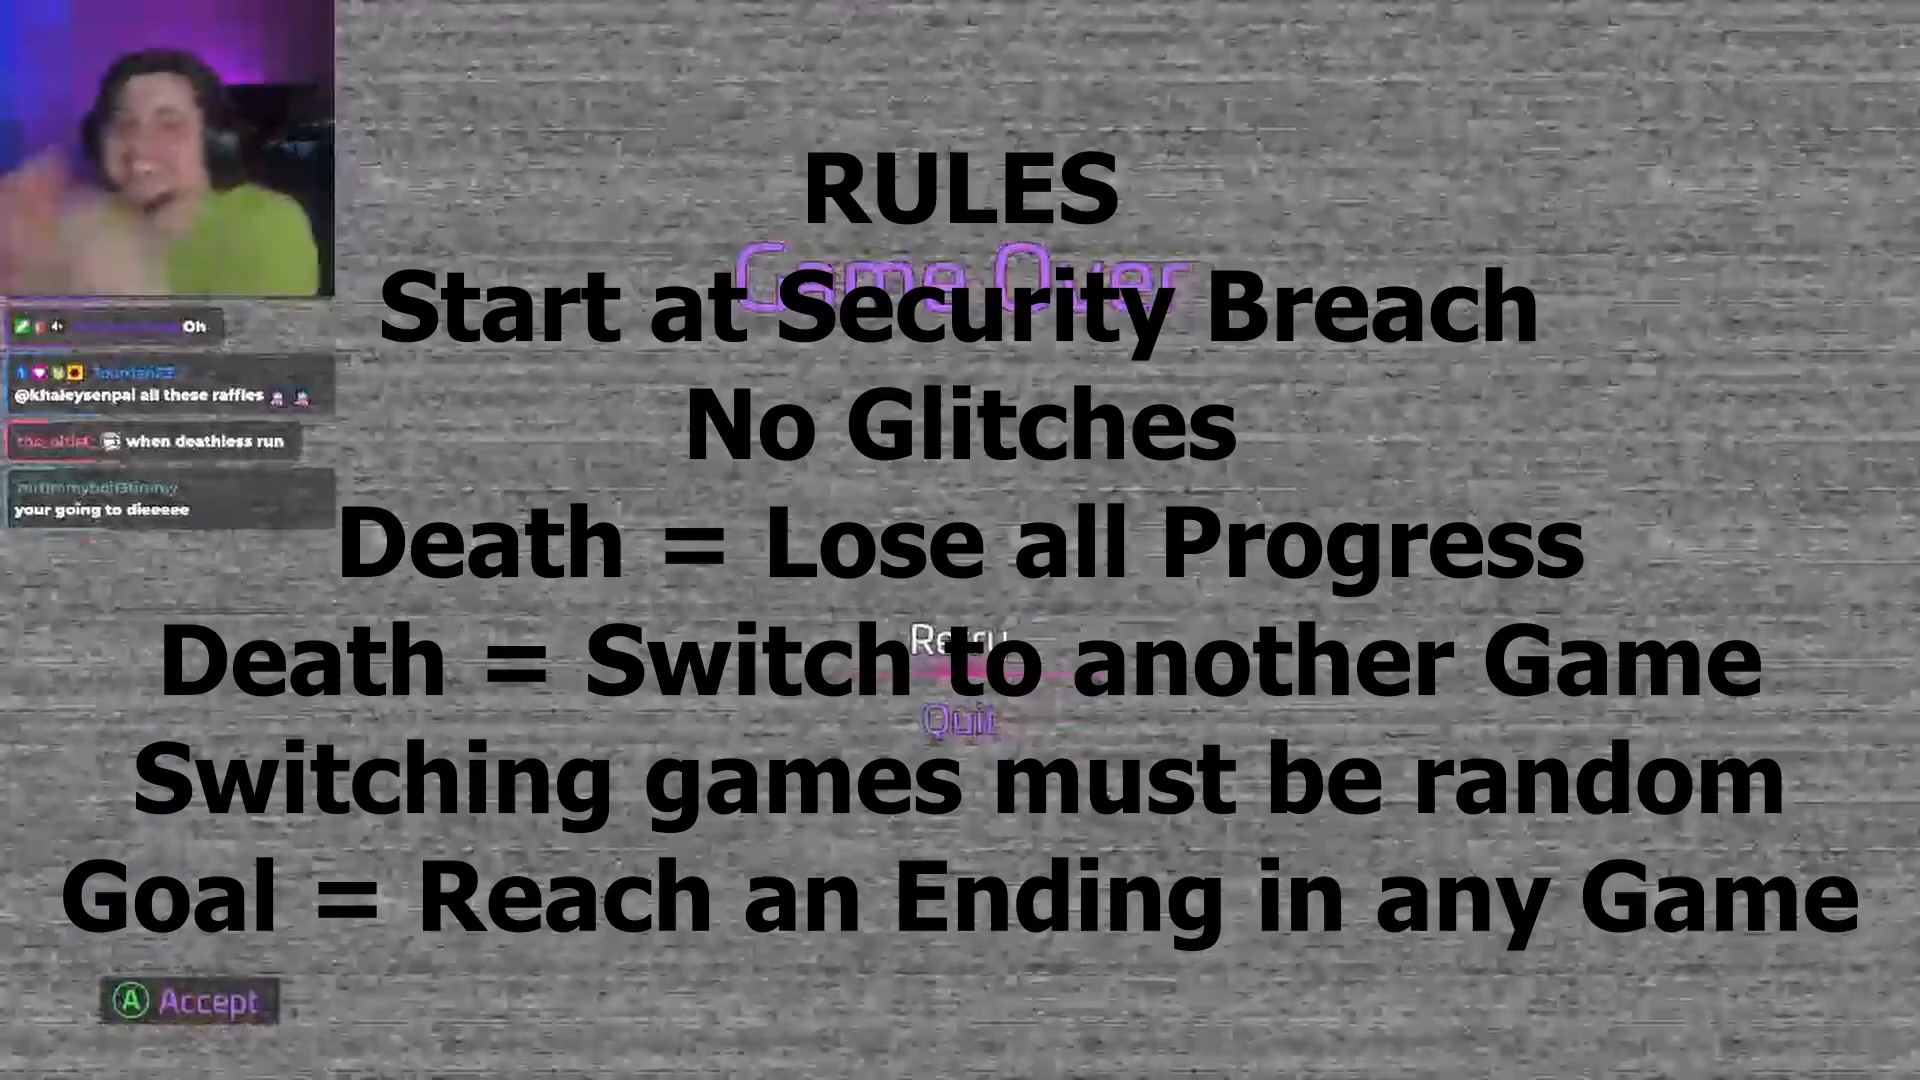 RULES
Game Over
Start at Security Breach
No Glitches
Death = Lose all Progress
Death = Switch to another Game
Switching games must be random
Goal = Reach an Ending in any Game
Oh
@khaleysenpai all these raffles
when deathless run
your going to dieeeee
Retry
Quit
A Accept